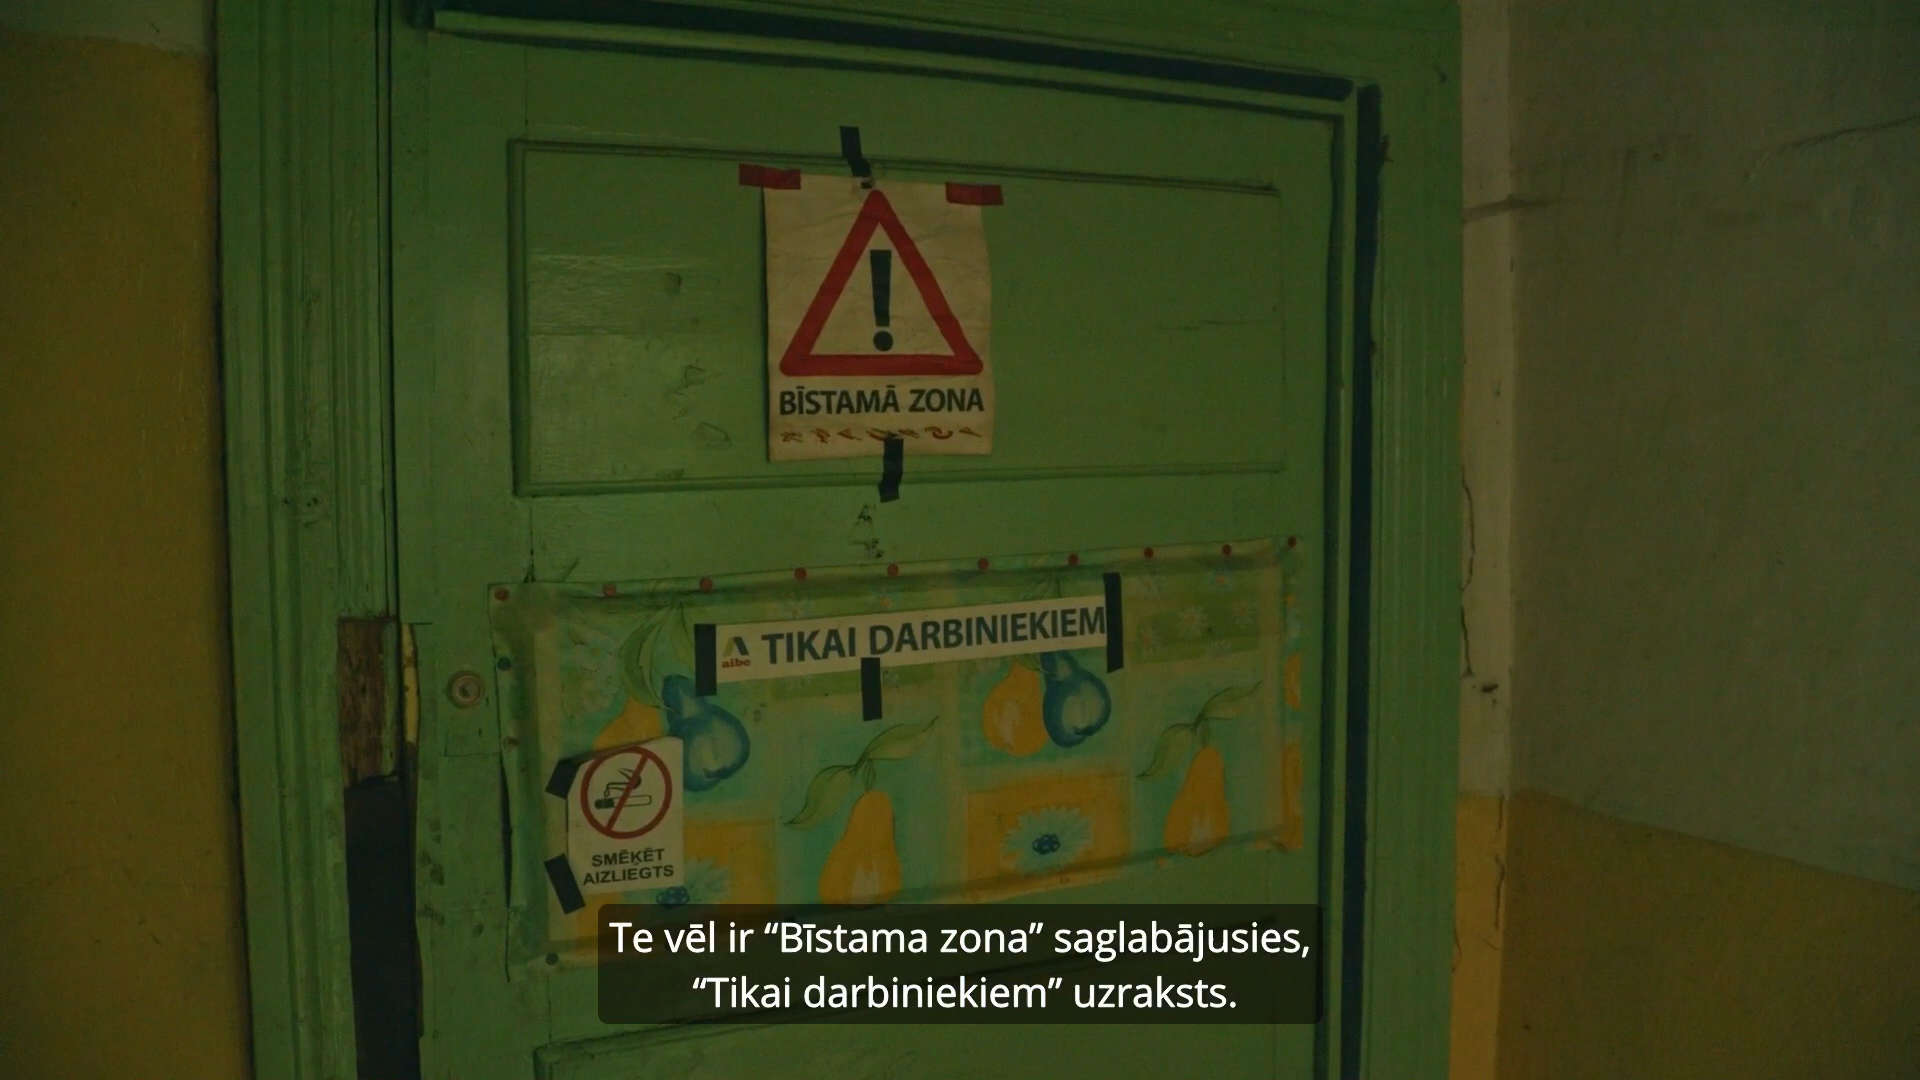 BĪSTAMĀ ZONA
aibe TIKAI DARBINIEKIEM
SMĒĶĒT
AIZLIEGTS
Te vēl ir “Bīstama zona” saglabājusies,
“Tikai darbiniekiem” uzraksts.